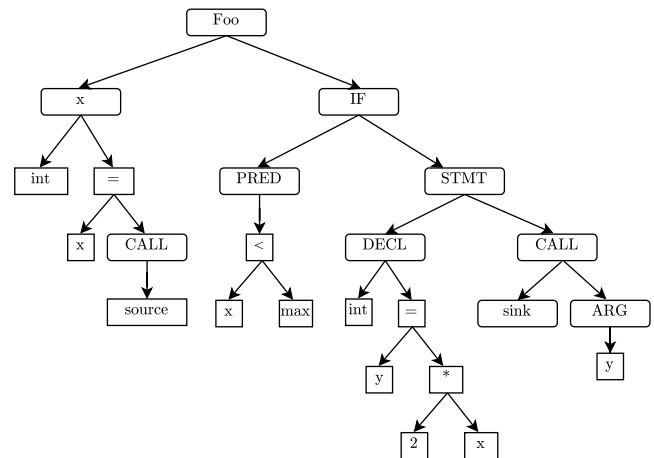 Foo
x
IF
int
=
PRED
STMT
x
CALL
<
DECL
CALL
source
x
max
int
=
sink
ARG
y
*
y
2
x